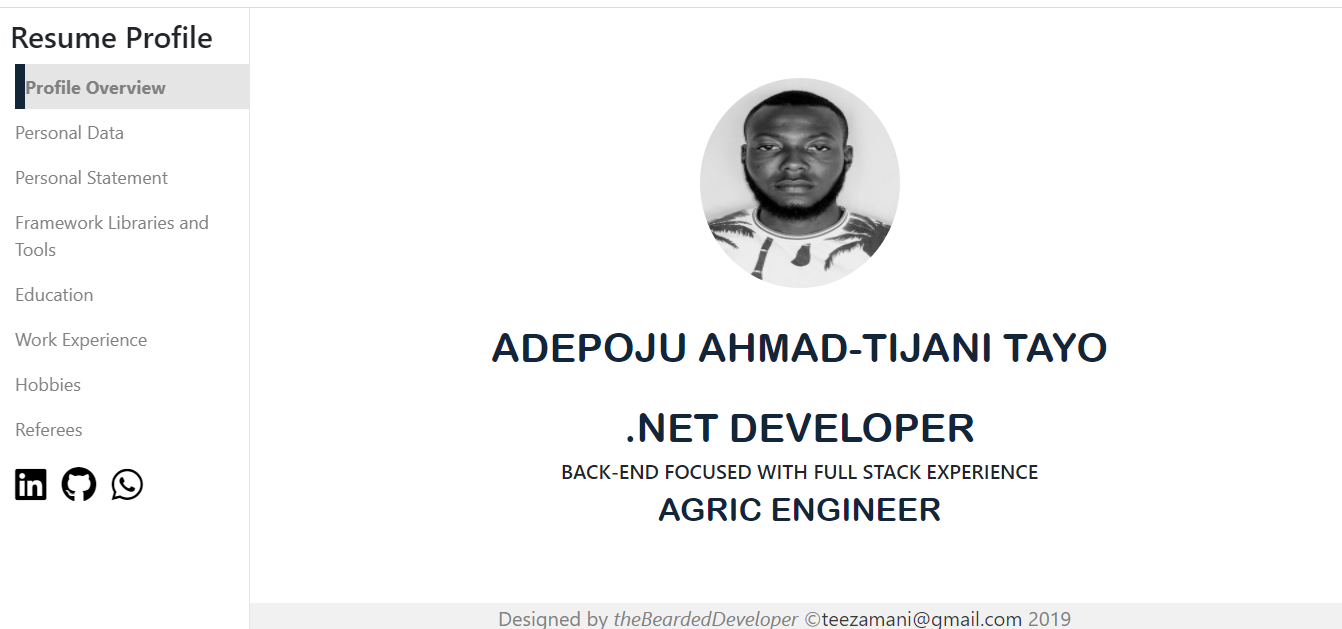 Resume Profile
Profile Overview
Personal Data
Personal Statement
Framework Libraries and
Tools
Education
Work Experience
Hobbies
Referees
in
ADEPOJU AHMAD-TIJANI TAYO
.NET DEVELOPER
BACK-END FOCUSED WITH FULL STACK EXPERIENCE
AGRIC ENGINEER
Designed by theBeardedDeveloper ©teezamani@gmail.com 2019